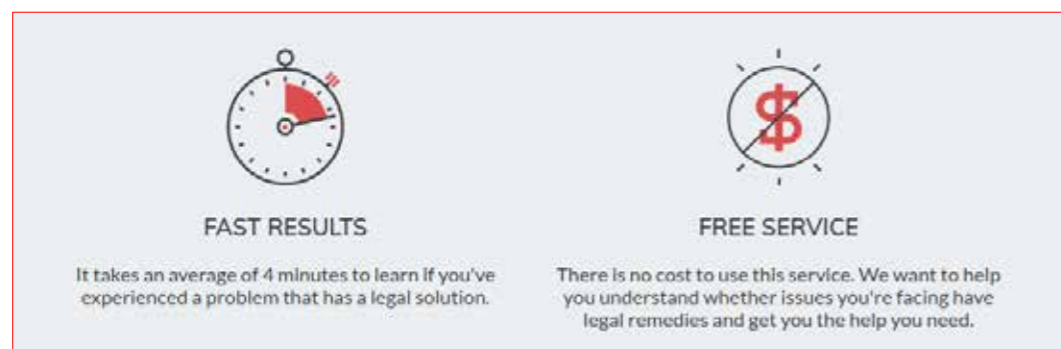 FAST RESULTS
It takes an average of 4 minutes to learn if you've
experienced a problem that has a legal solution.
FREE SERVICE
There is no cost to use this service. We want to help
you understand whether issues you're facing have
legal remedies and get you the help you need.